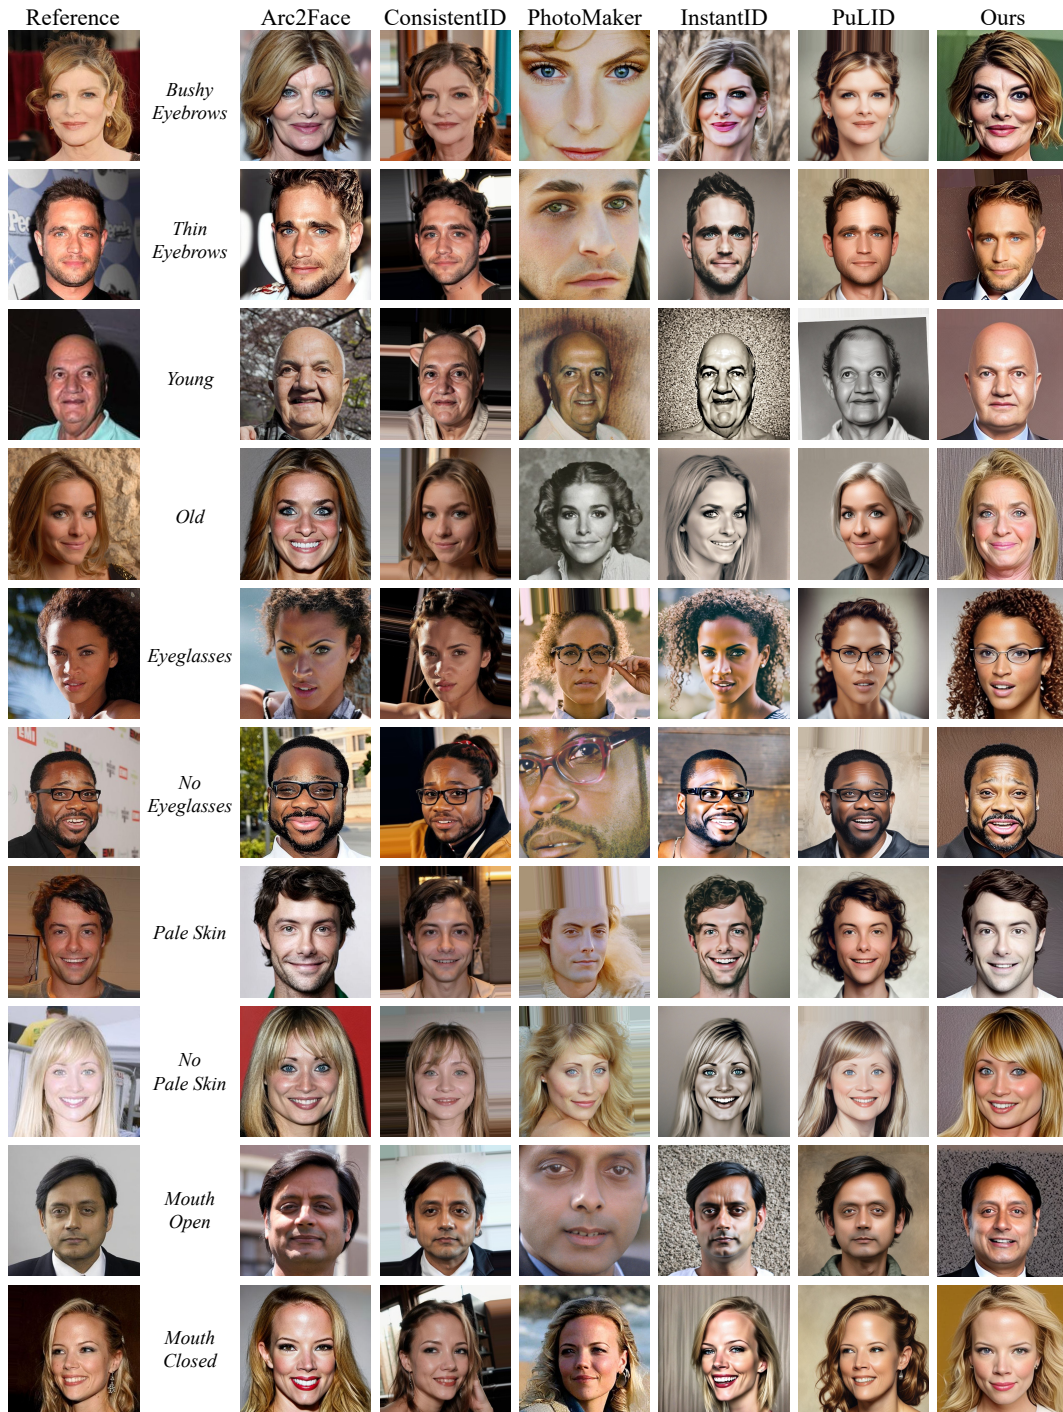 Reference Arc2Face ConsistentID PhotoMaker InstantID PuLID Ours
Bushy
Eyebrows
Thin
Eyebrows
Young
Old
Eyeglasses
No
Eyeglasses
Pale Skin
No
Pale Skin
Mouth
Open
Mouth
Closed